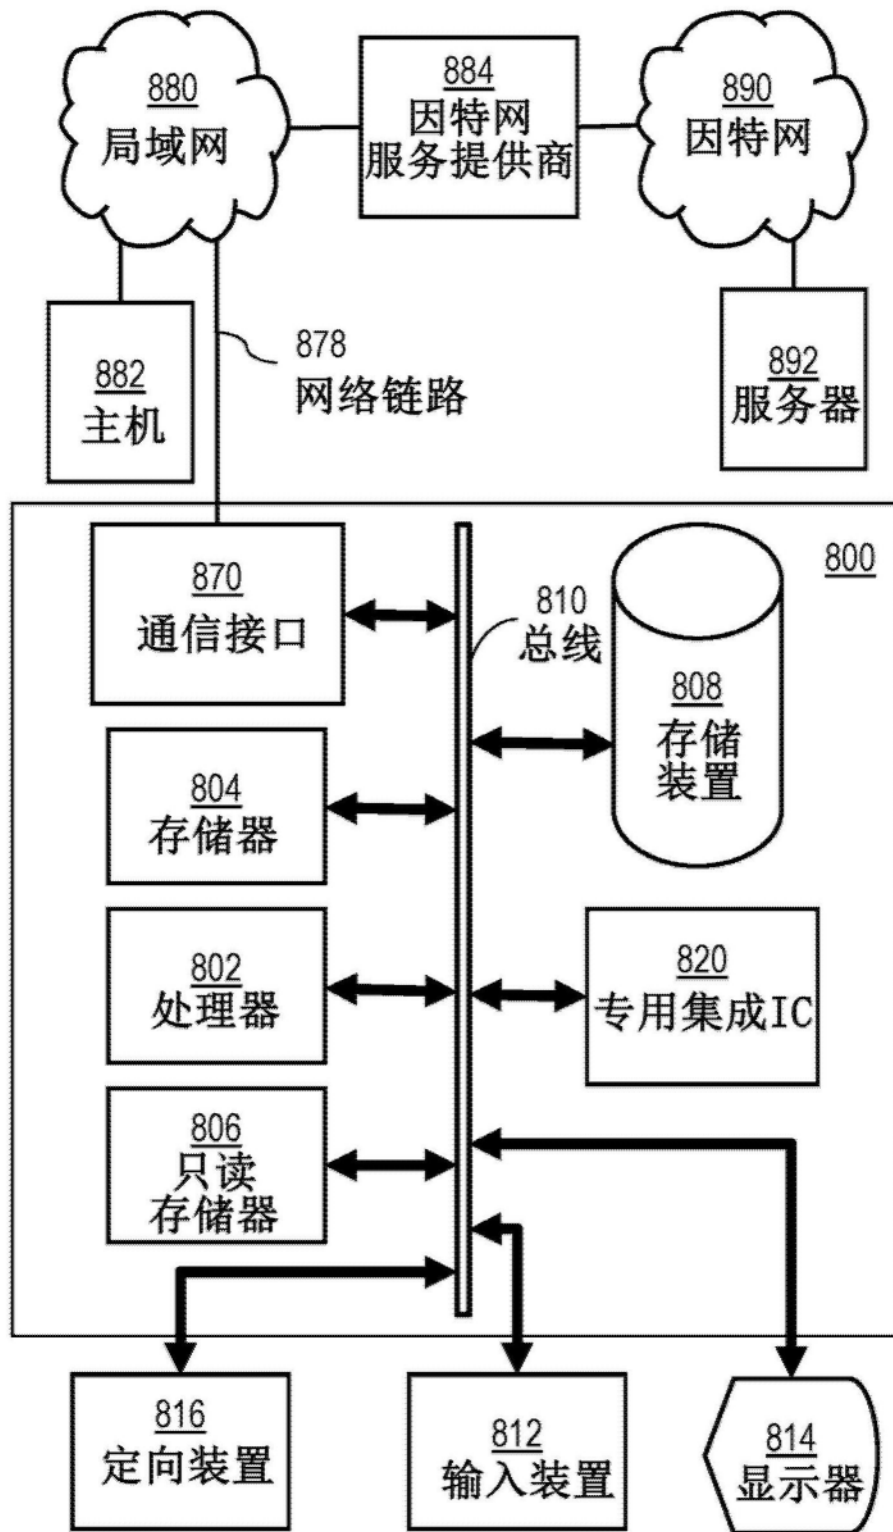 880
局域网
884
因特网
服务提供商
890
因特网
882
主机
878
网络链路
892
服务器
800
870
通信接口
810
总线
808
存储
装置
804
存储器
802
处理器
820
专用集成IC
806
只读
存储器
816
定向装置
812
输入装置
814
显示器